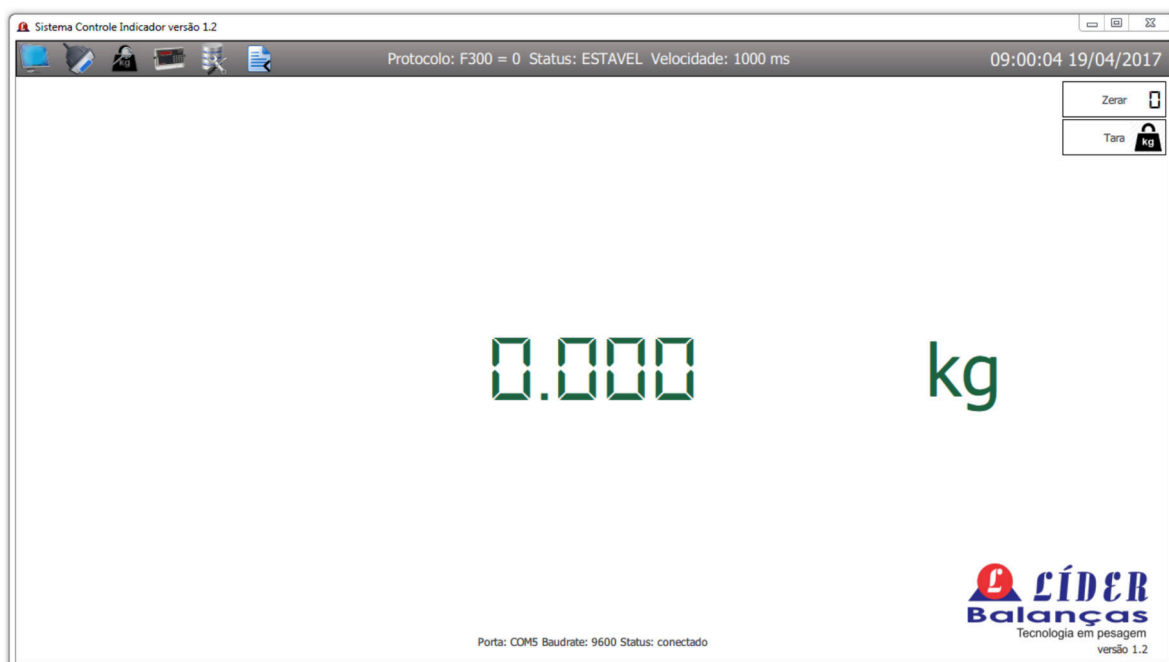 Sistema Controle Indicador versão 1.2
kg
Protocolo: F300 = 0 Status: ESTAVEL Velocidade: 1000 ms
09:00:04 19/04/2017
Zerar 0
Tara kg
0.000 kg
L LÍDER
Balanças
Tecnologia em pesagem
versão 1.2
Porta: COM5 Baudrate: 9600 Status: conectado